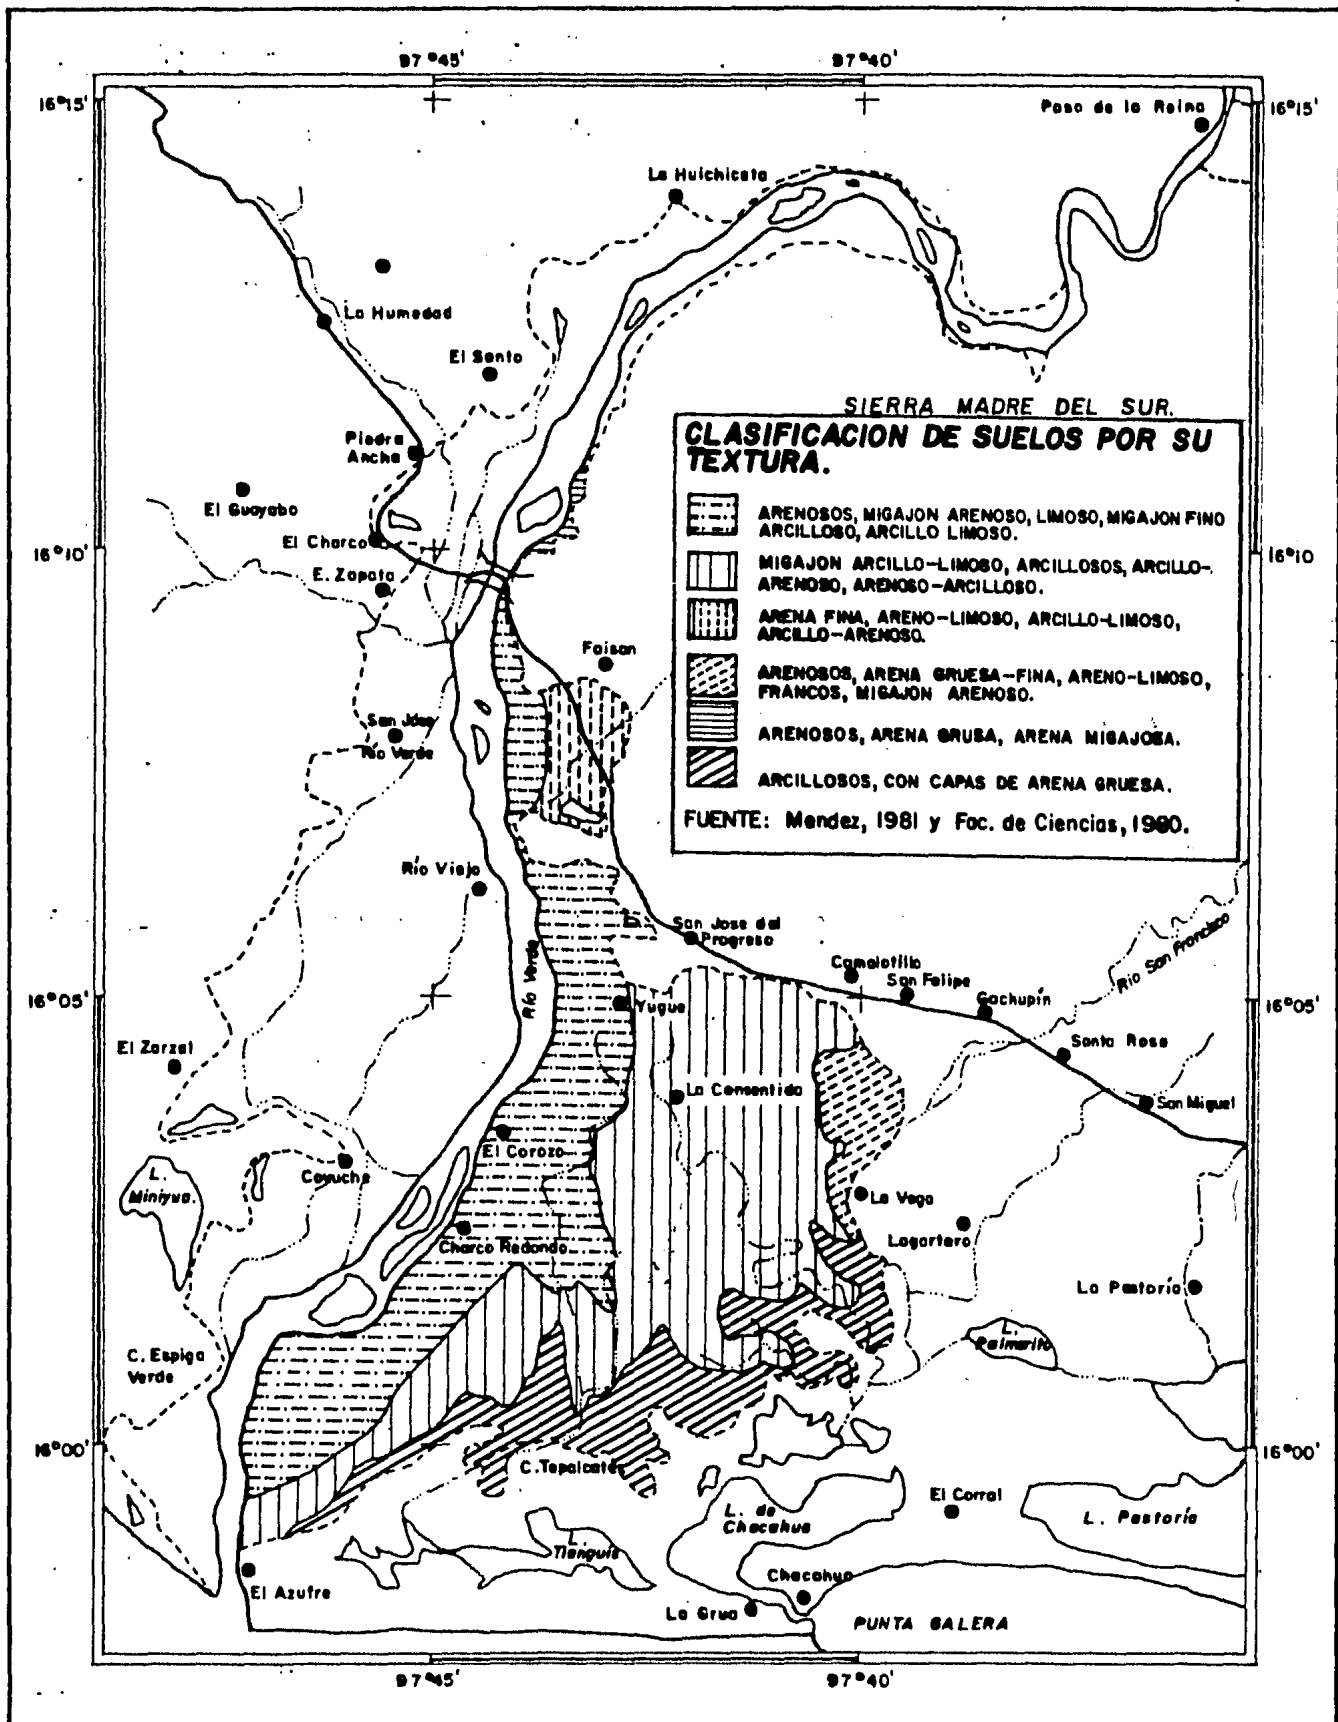 97°45'
97°40'
16°15'
16°15'
Paso de la Reina
La Huichicata
La Humedad
El Santo
SIERRA MADRE DEL SUR.
CLASIFICACION DE SUELOS POR SU
TEXTURA.
ARENOSOS, MIGAJON ARENOSO, LIMOSO, MIGAJON FINO
ARCILLOSO, ARCILLO LIMOSO.
MIGAJON ARCILLO-LIMOSO, ARCILLOSOS, ARCILLO-
ARENOSO, ARENOSO-ARCILLOSO.
ARENA FINA, ARENO-LIMOSO, ARCILLO-LIMOSO,
ARCILLO-ARENOSO.
ARENOSOS, ARENA GRUESA-FINA, ARENO-LIMOSO,
FRANCOS, MIGAJON ARENOSO.
ARENOSOS, ARENA GRUSA, ARENA MIGAJOSA.
ARCILLOSOS, CON CAPAS DE ARENA GRUESA.
FUENTE: Mendez, 1981 y Fac. de Ciencias, 1980.
Piedra
Ancha
El Guayabo
El Charco
16°10'
16°10'
E. Zapata
Faisan
San Jose
Río Verde
Río Viejo
San Jose del
Progreso
Río Verde
Camalotillo
San Felipe
Río San Francisco
16°05'
16°05'
Yugue
Cachupín
El Zarzal
Santa Rosa
La Consentida
San Miguel
El Corozo
L.
Miniyua.
Cayuche
La Vega
Charco Redondo
Lagartero
La Pastoría
C. Espiga
Verde
L.
Palmarito
16°00'
16°00'
C. Tepalcate
El Corral
L. de
Chacahua
L. Pastoría
L.
Tianguis
El Azufre
Chacahua
La Grua
PUNTA GALERA
97°45'
97°40'